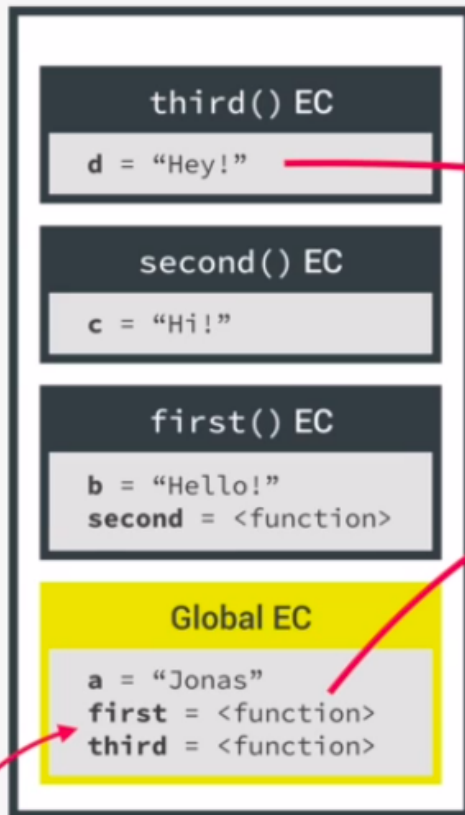 third() EC
d = “Hey!”
second() EC
c = “Hi!”
first() EC
b = “Hello!”
second = <function>
Global EC
a = “Jonas”
first = <function>
third = <function>